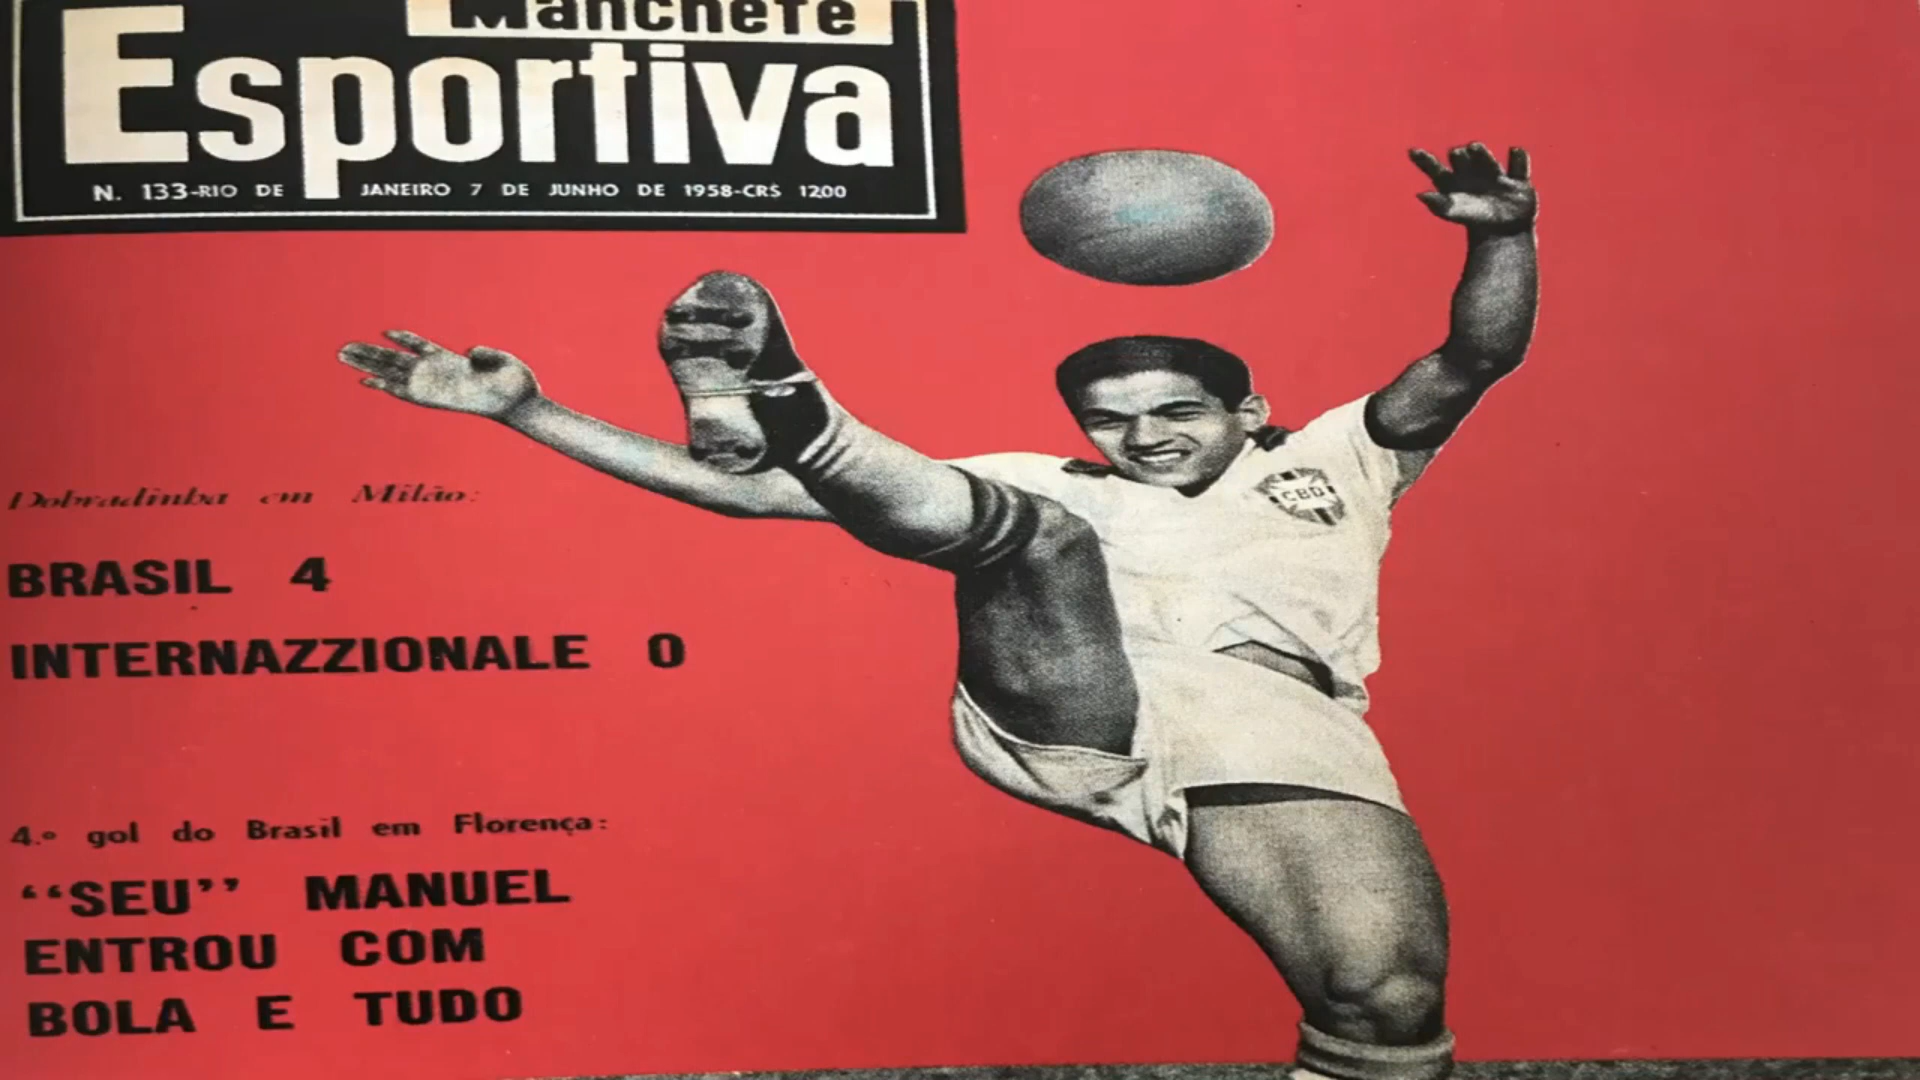 Manchete
Esportiva
N. 133-RIO DE JANEIRO 7 DE JUNHO DE 1958-CR$ 1200
CBD
Dobradinha em Milão:
BRASIL 4
INTERNAZZIONALE 0
4.º gol do Brasil em Florença:
“SEU” MANUEL
ENTROU COM
BOLA E TUDO